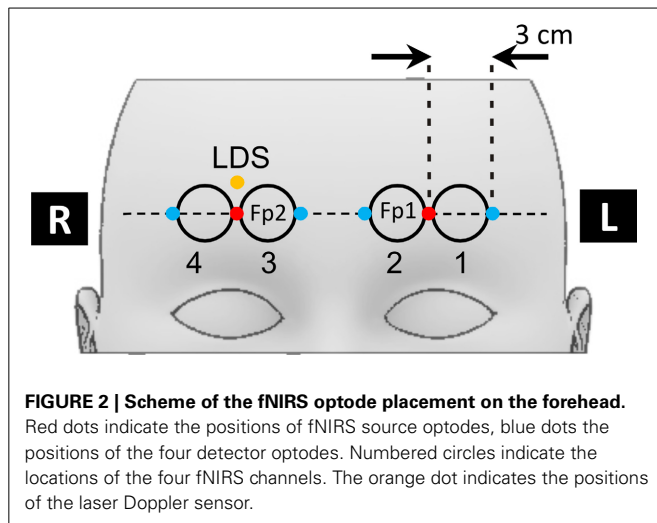 3 cm
LDS
R
Fp2
Fp1
L
4
3
2
1
FIGURE 2 | Scheme of the fNIRS optode placement on the forehead.
Red dots indicate the positions of fNIRS source optodes, blue dots the
positions of the four detector optodes. Numbered circles indicate the
locations of the four fNIRS channels. The orange dot indicates the positions
of the laser Doppler sensor.